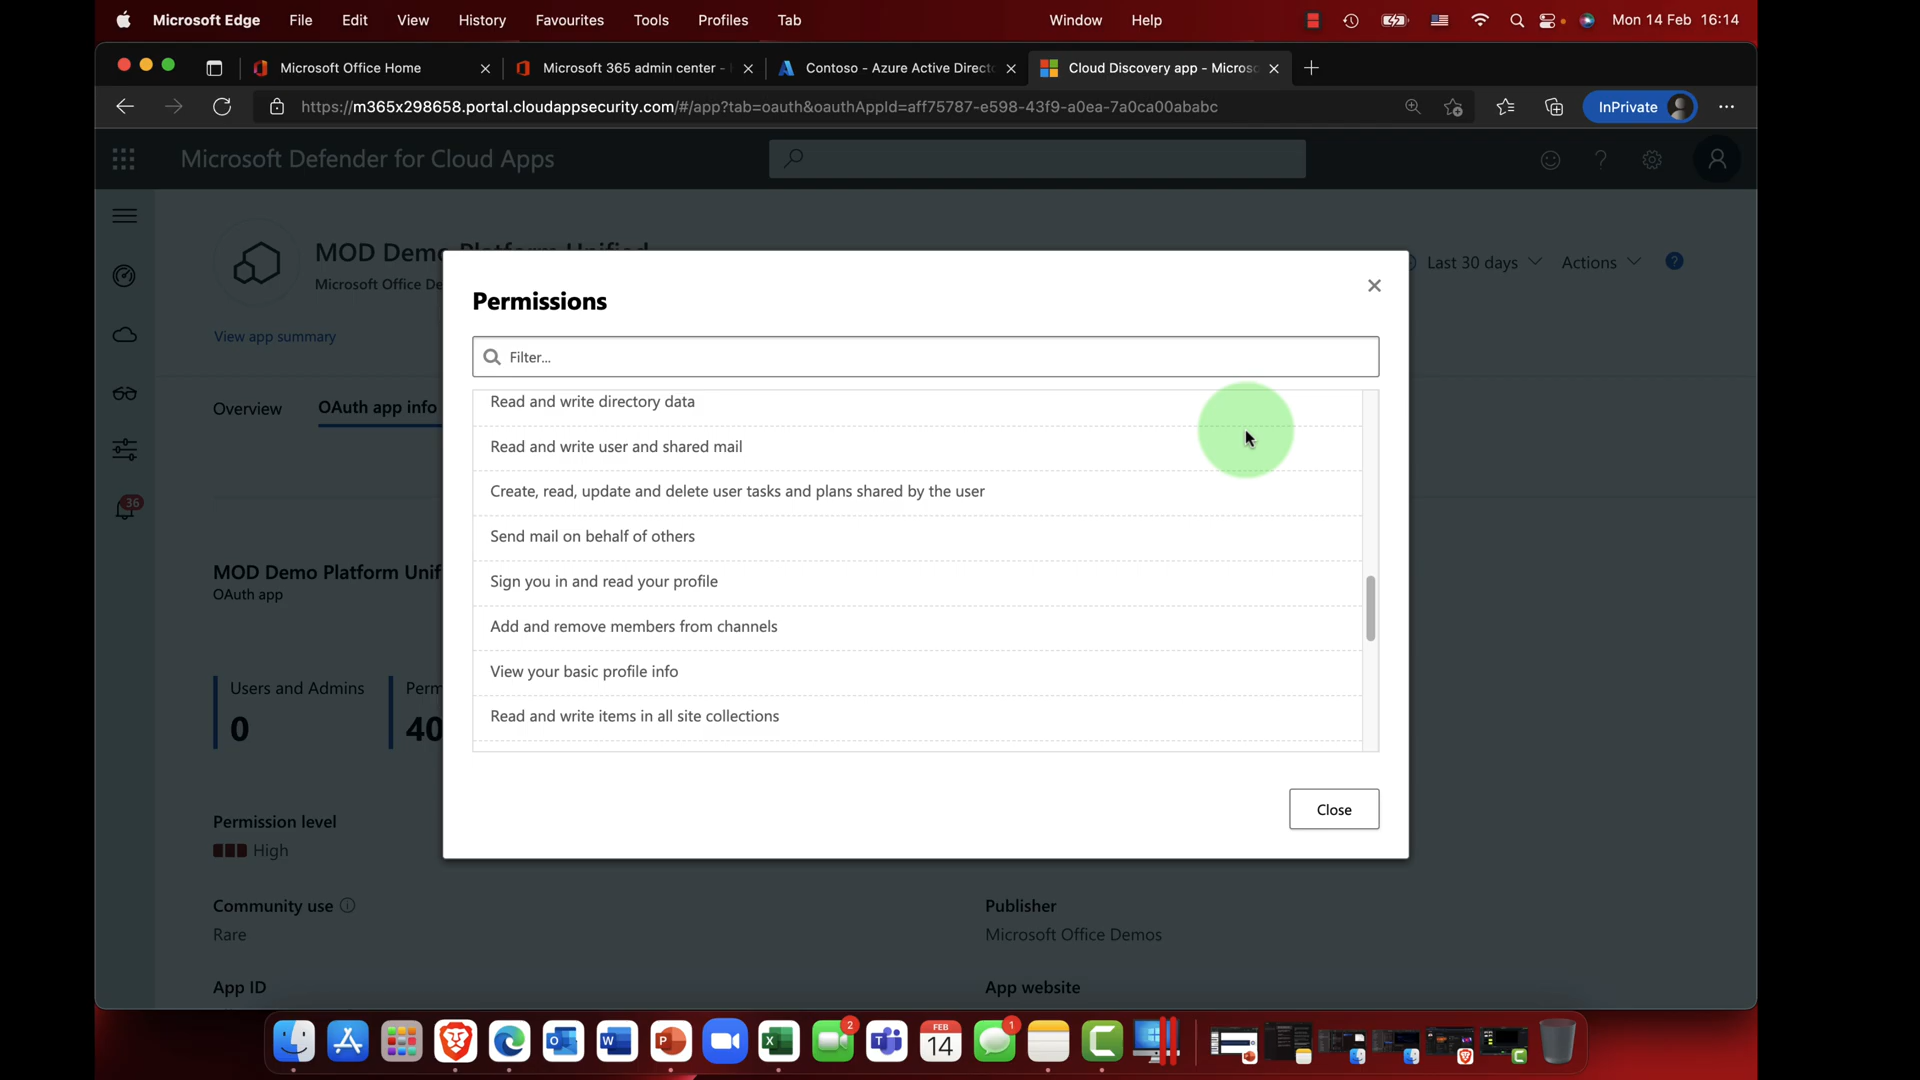 Microsoft Edge File Edit View History Favourites Tools Profiles Tab Window Help Mon 14 Feb 16:14
Microsoft Office Home Microsoft 365 admin center - Contoso - Azure Active Directo Cloud Discovery app - Microso
https://m365x298658.portal.cloudappsecurity.com/#/app?tab=oauth&oauthAppId=aff75787-e598-43f9-a0ea-7a0ca00ababc InPrivate
Microsoft Defender for Cloud Apps
MOD Demo Platform Unified
Microsoft Office De
Last 30 days Actions
View app summary
Overview OAuth app info
36
MOD Demo Platform Unif
OAuth app
Users and Admins Perm
0 40
Permission level
High
Community use
Rare
Publisher
Microsoft Office Demos
App ID App website
Permissions
Filter...
Read and write directory data
Read and write user and shared mail
Create, read, update and delete user tasks and plans shared by the user
Send mail on behalf of others
Sign you in and read your profile
Add and remove members from channels
View your basic profile info
Read and write items in all site collections
Close
2 FEB 14 1